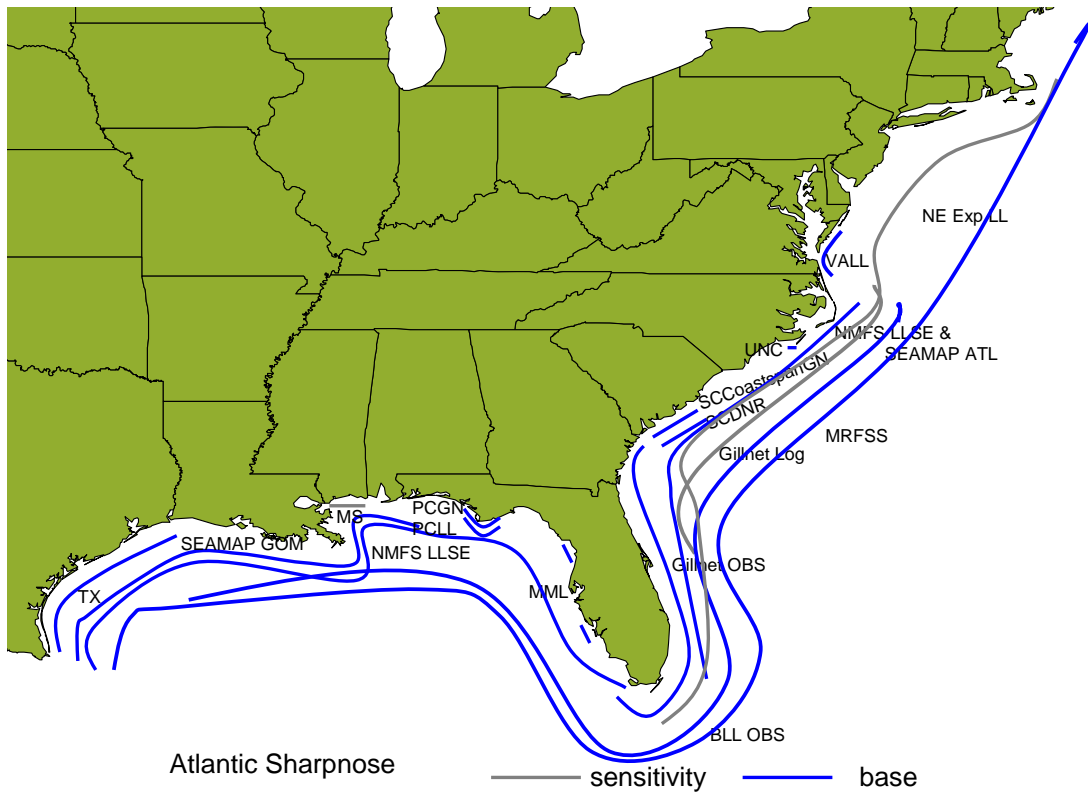 NE Exp LL
VALL
NMFS LLSE &
SEAMAP ATL
UNC
SCCoastspanGN
SCDNR
MRFSS
Gillnet Log
PCGN
MS
PCLL
SEAMAP GOM
NMFS LLSE
Gillnet OBS
TX
MML
BLL OBS
Atlantic Sharpnose
sensitivity
base